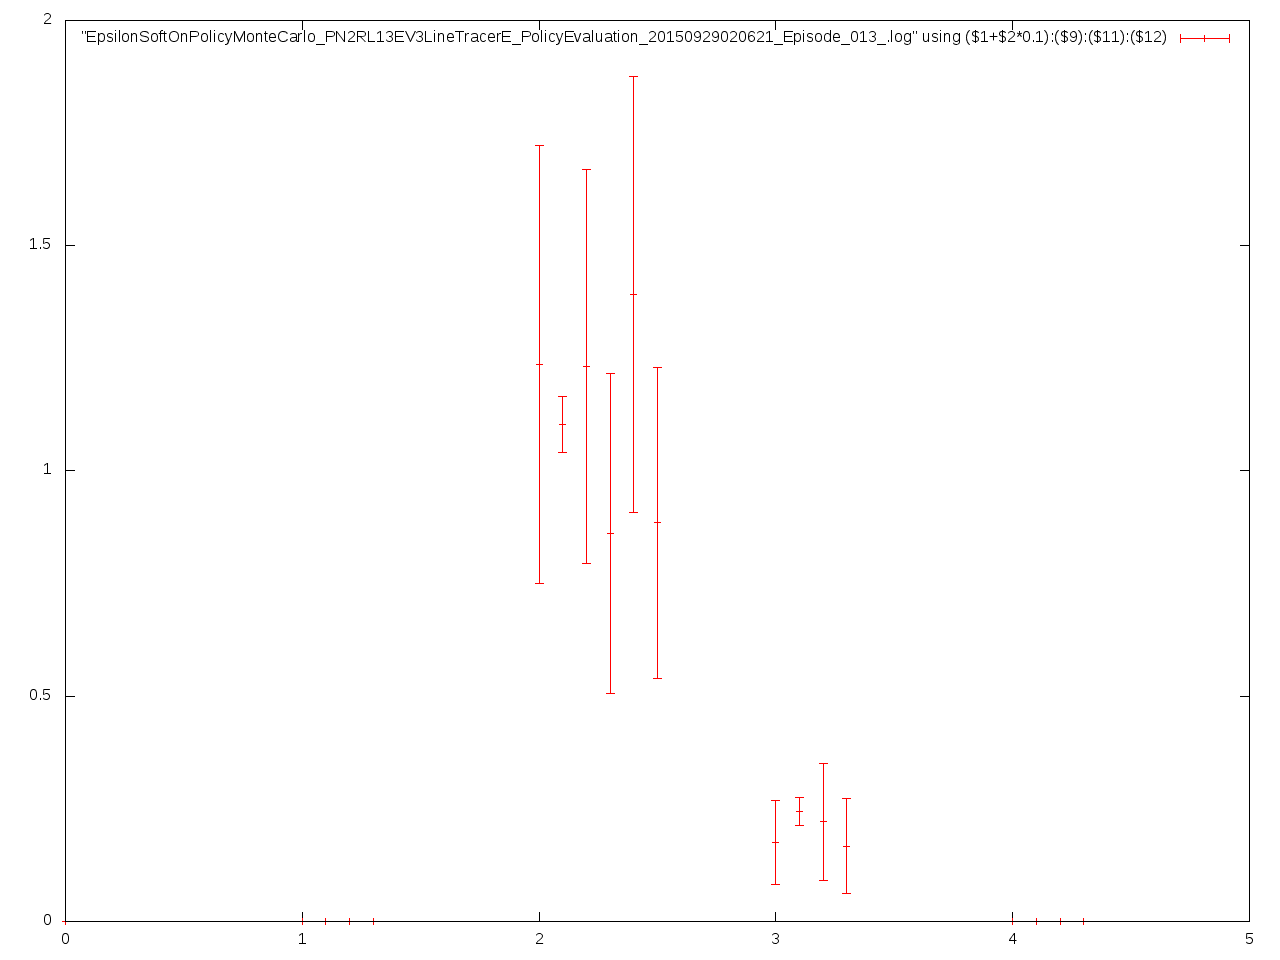 2
"EpsilonSoftOnPolicyMonteCarlo_PN2RL13EV3LineTracerE_PolicyEvaluation_20150929020621_Episode_013_.log" using ($1+$2*0.1):($9):($11):($12)
1.5
1
0.5
0
0 1 2 3 4 5